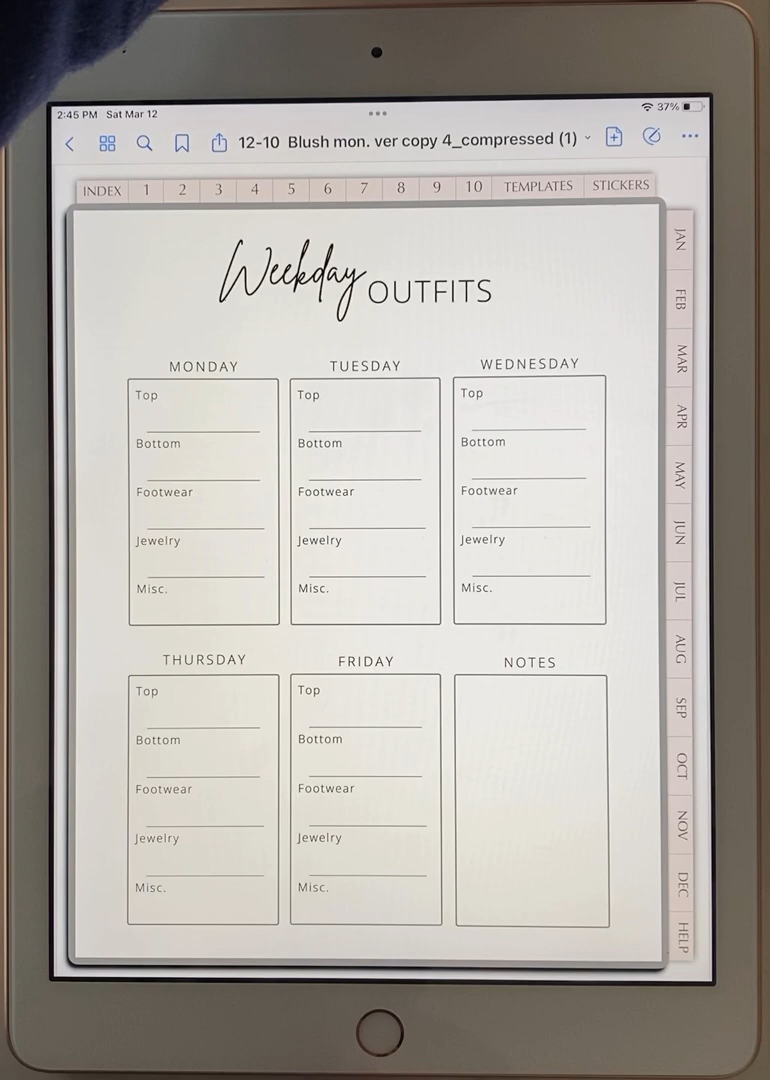 2:45 PM Sat Mar 12
37%
12-10 Blush mon. ver copy 4_compressed (1)
INDEX 1 2 3 4 5 6 7 8 9 10 TEMPLATES STICKERS
Weekday OUTFITS
MONDAY TUESDAY WEDNESDAY
Top Top Top
Bottom Bottom Bottom
Footwear Footwear Footwear
Jewelry Jewelry Jewelry
Misc. Misc. Misc.
THURSDAY FRIDAY NOTES
Top Top
Bottom Bottom
Footwear Footwear
Jewelry Jewelry
Misc. Misc.
JAN
FEB
MAR
APR
MAY
JUN
JUL
AUG
SEP
OCT
NOV
DEC
HELP